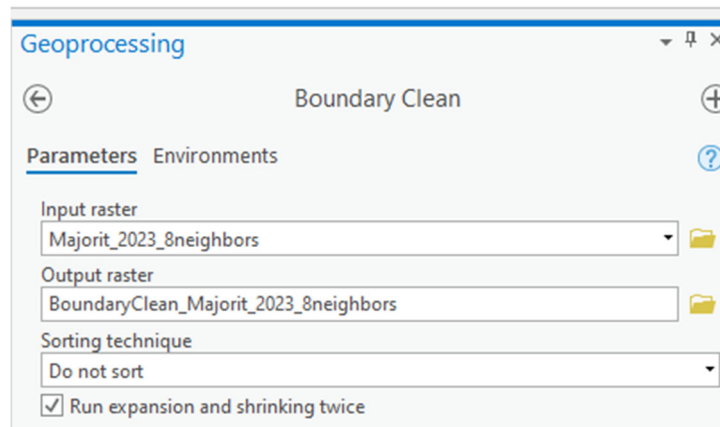 Geoprocessing
Boundary Clean
Parameters Environments
Input raster
Majorit_2023_8neighbors
Output raster
BoundaryClean_Majorit_2023_8neighbors
Sorting technique
Do not sort
Run expansion and shrinking twice